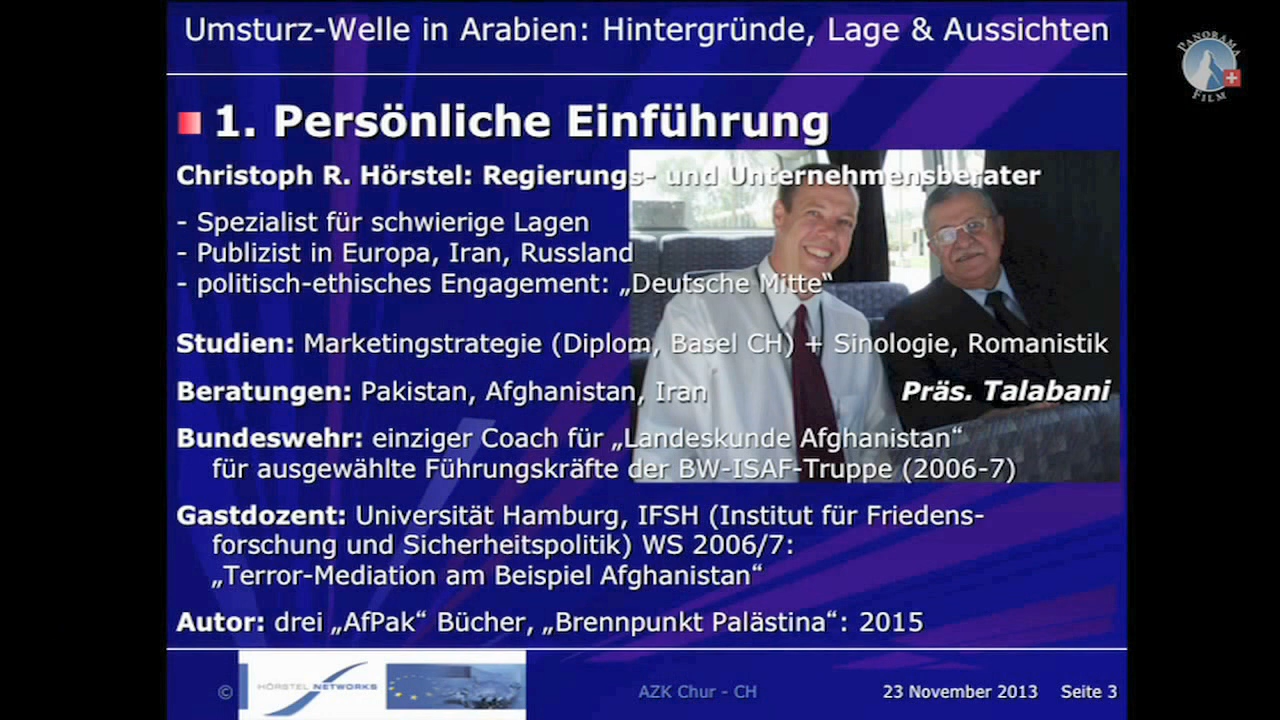 Umsturz-Welle in Arabien: Hintergründe, Lage & Aussichten
PANORAMA
FILM
1. Persönliche Einführung
Christoph R. Hörstel: Regierungs- und Unternehmensberater
- Spezialist für schwierige Lagen
- Publizist in Europa, Iran, Russland
- politisch-ethisches Engagement: „Deutsche Mitte“
Studien: Marketingstrategie (Diplom, Basel CH) + Sinologie, Romanistik
Beratungen: Pakistan, Afghanistan, Iran
Präs. Talabani
Bundeswehr: einziger Coach für „Landeskunde Afghanistan“
für ausgewählte Führungskräfte der BW-ISAF-Truppe (2006-7)
Gastdozent: Universität Hamburg, IFSH (Institut für Friedens-
forschung und Sicherheitspolitik) WS 2006/7:
„Terror-Mediation am Beispiel Afghanistan“
Autor: drei „AfPak“ Bücher, „Brennpunkt Palästina“: 2015
© HÖRSTEL NETWORKS
AZK Chur - CH
23 November 2013 Seite 3